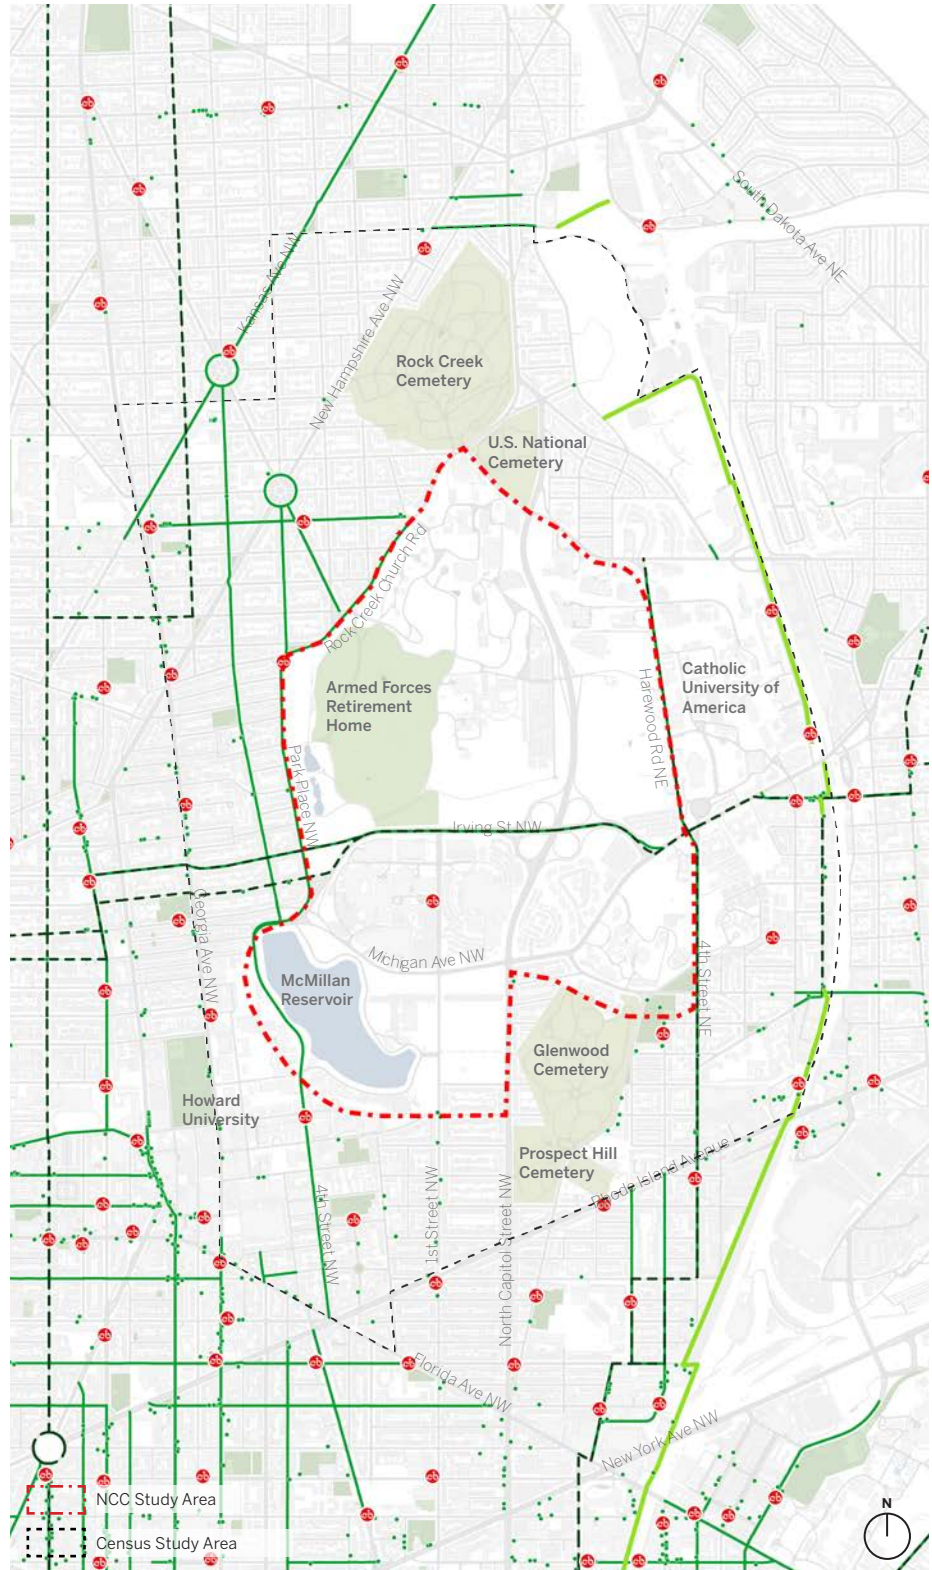 South Dakota Ave NE
Kansas Ave NW
New Hampshire Ave NW
Rock Creek
Cemetery
U.S. National
Cemetery
Rock Creek Church Rd
Armed Forces
Retirement
Home
Catholic
University of
America
Harewood Rd NE
Park Place NW
Irving St NW
Georgia Ave NW
Michgan Ave NW
4th Street NE
McMillan
Reservoir
Glenwood
Cemetery
Howard
University
Prospect Hill
Cemetery
Rhode Island Avenue
4th Street NW
1st Street NW
North Capitol Street NW
Florida Ave NW
New York Ave NW
NCC Study Area
Census Study Area
N